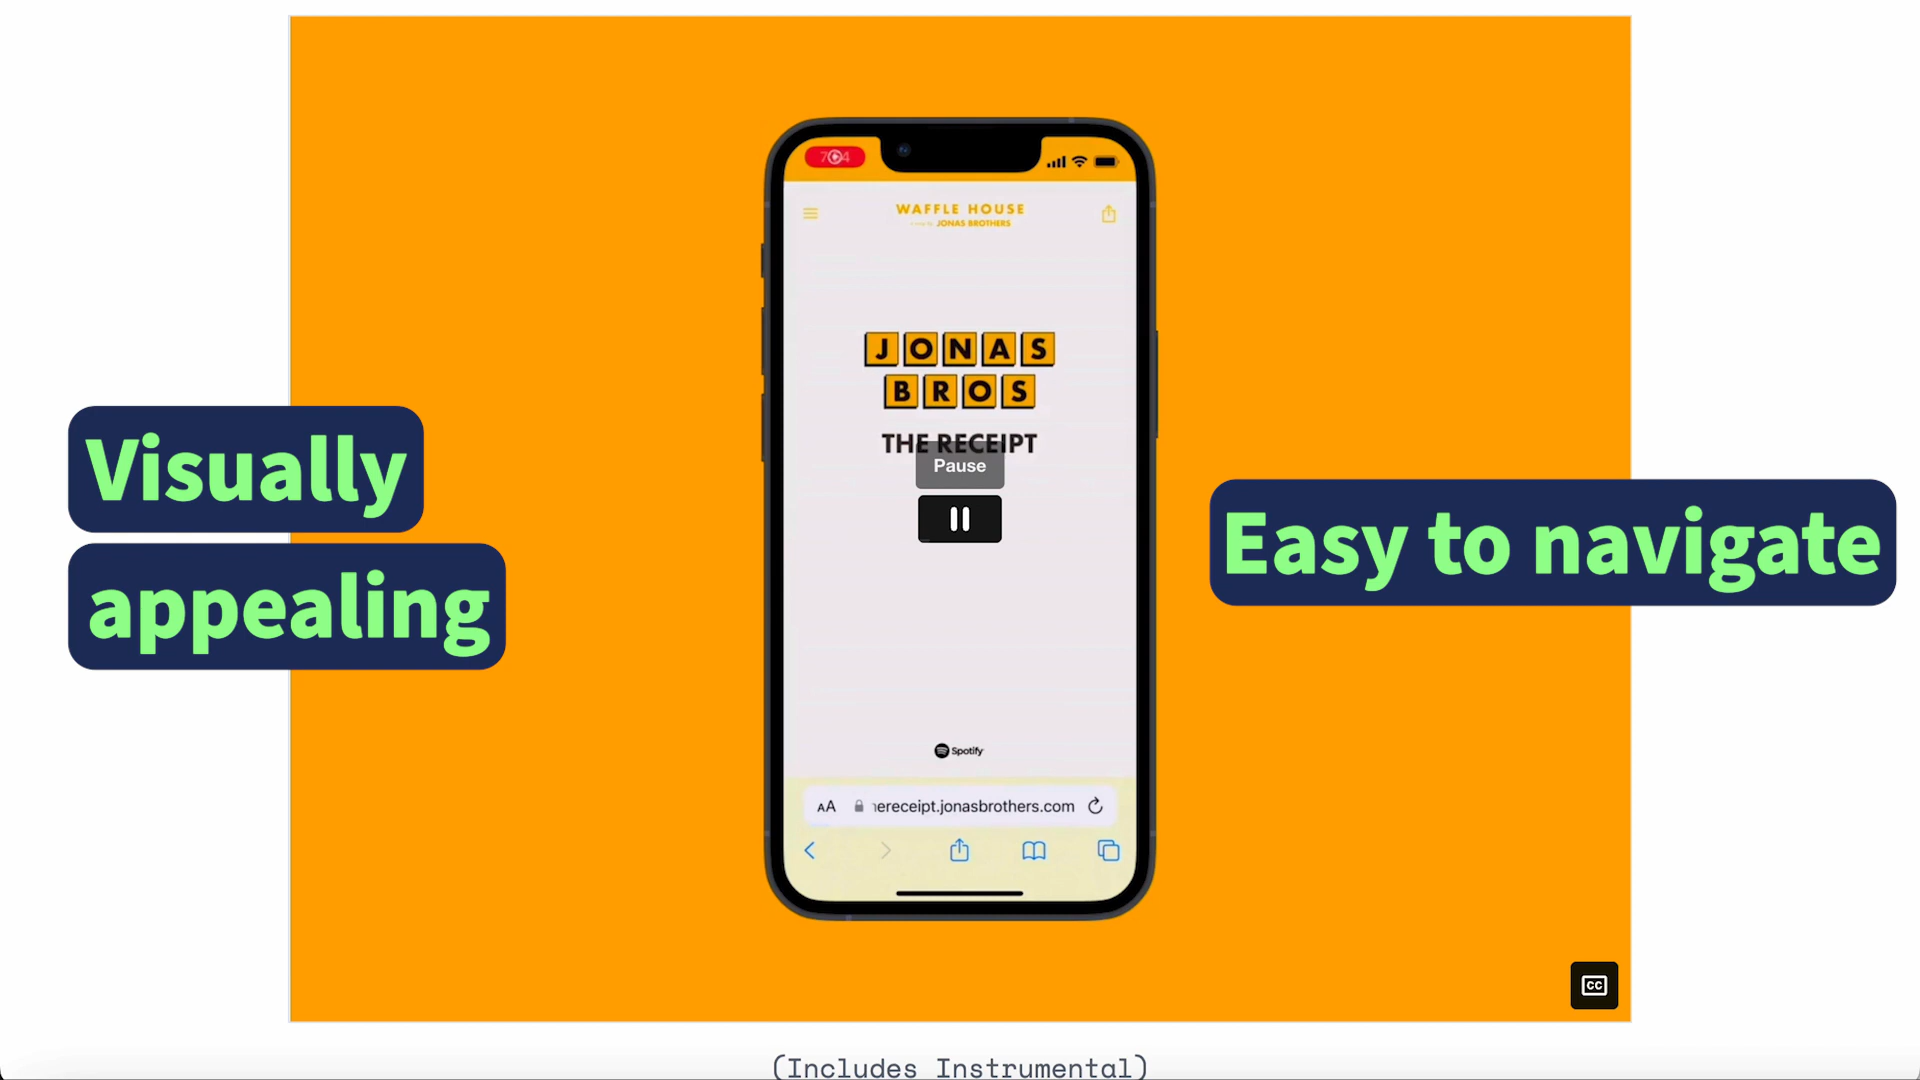 WAFFLE HOUSE
JONAS BROTHERS
JONAS
BROS
THE RECEIPT
Pause
Visually
appealing
Easy to navigate
Spotify
AA
ereceipt.jonasbrothers.com
CC
(Includes Instrumental)